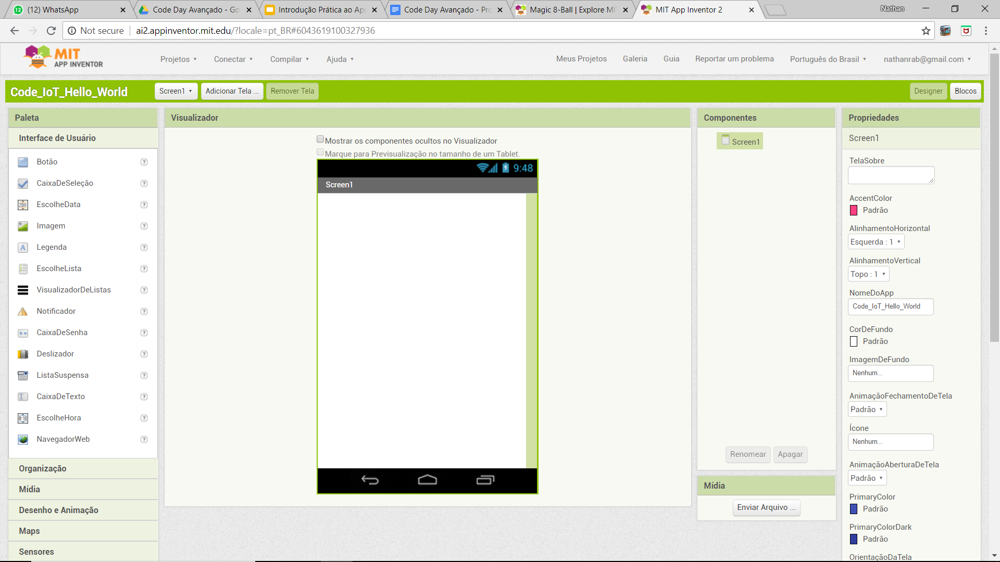 (12) WhatsApp
Code Day Avançado - Go
Introdução Prática ao Ap
Code Day Avançado - Pro
Magic 8-Ball | Explore MI
MIT App Inventor 2
Nathan
Not secure
ai2.appinventor.mit.edu/?locale=pt_BR#6043619100327936
MIT
APP INVENTOR
Projetos
Conectar
Compilar
Ajuda
Meus Projetos
Galeria
Guia
Reportar um problema
Português do Brasil
nathanrab@gmail.com
Code_IoT_Hello_World
Screen1
Adicionar Tela ...
Remover Tela
Designer
Blocos
Paleta
Interface de Usuário
Botão
CaixaDeSeleção
EscolheData
Imagem
Legenda
EscolheLista
VisualizadorDeListas
Notificador
CaixaDeSenha
Deslizador
ListaSuspensa
CaixaDeTexto
EscolheHora
NavegadorWeb
Organização
Mídia
Desenho e Animação
Maps
Sensores
Visualizador
Mostrar os componentes ocultos no Visualizador
Marque para Previsualização no tamanho de um Tablet.
9:48
Screen1
Componentes
Screen1
Renomear
Apagar
Mídia
Enviar Arquivo ...
Propriedades
Screen1
TelaSobre
AccentColor
Padrão
AlinhamentoHorizontal
Esquerda : 1
AlinhamentoVertical
Topo : 1
NomeDoApp
Code_IoT_Hello_World
CorDeFundo
Padrão
ImagemDeFundo
Nenhum...
AnimaçãoFechamentoDeTela
Padrão
Ícone
Nenhum...
AnimaçãoAberturaDeTela
Padrão
PrimaryColor
Padrão
PrimaryColorDark
Padrão
OrientaçãoDaTela